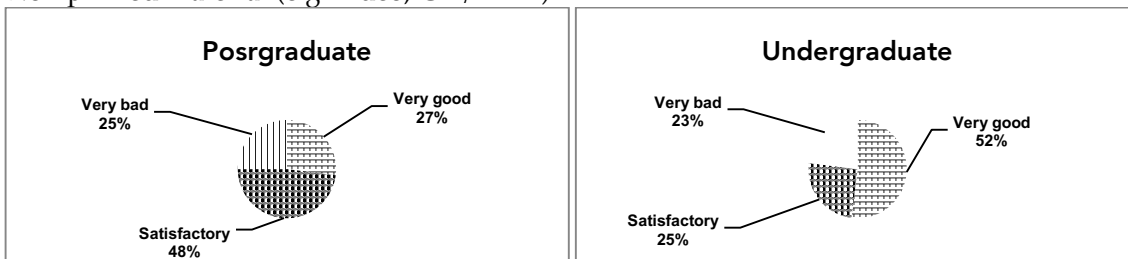 Posrgraduate
Very bad
25%
Very good
27%
Satisfactory
48%
Undergraduate
Very bad
23%
Very good
52%
Satisfactory
25%